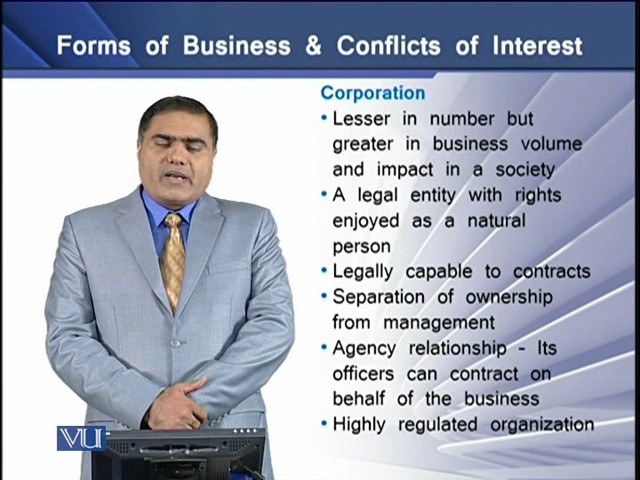 Forms of Business & Conflicts of Interest
Corporation
• Lesser in number but
greater in business volume
and impact in a society
• A legal entity with rights
enjoyed as a natural
person
• Legally capable to contracts
• Separation of ownership
from management
• Agency relationship - Its
officers can contract on
behalf of the business
• Highly regulated organization
VU